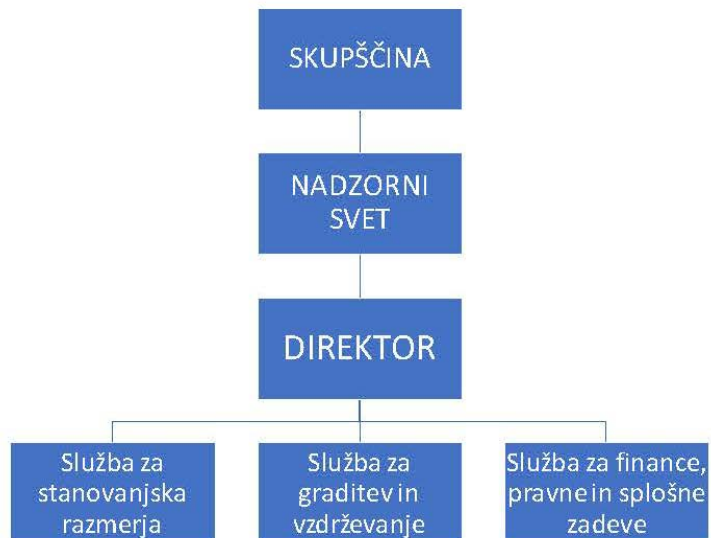 SKUPŠČINA
NADZORNI
SVET
DIREKTOR
Služba za
stanovanjska
razmerja
Služba za
graditev in
vzdrževanje
Služba za finance,
pravne in splošne
zadeve